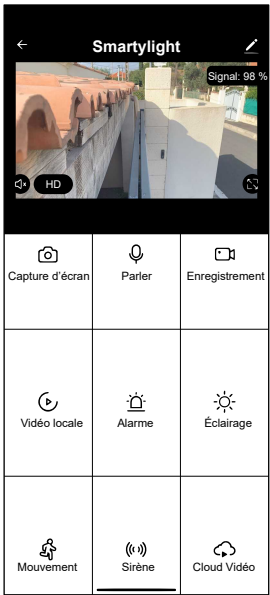 Smartylight
Signal: 98 %
HD
Capture d'écran
Parler
Enregistrement
Vidéo locale
Alarme
Éclairage
Mouvement
Sirène
Cloud Vidéo